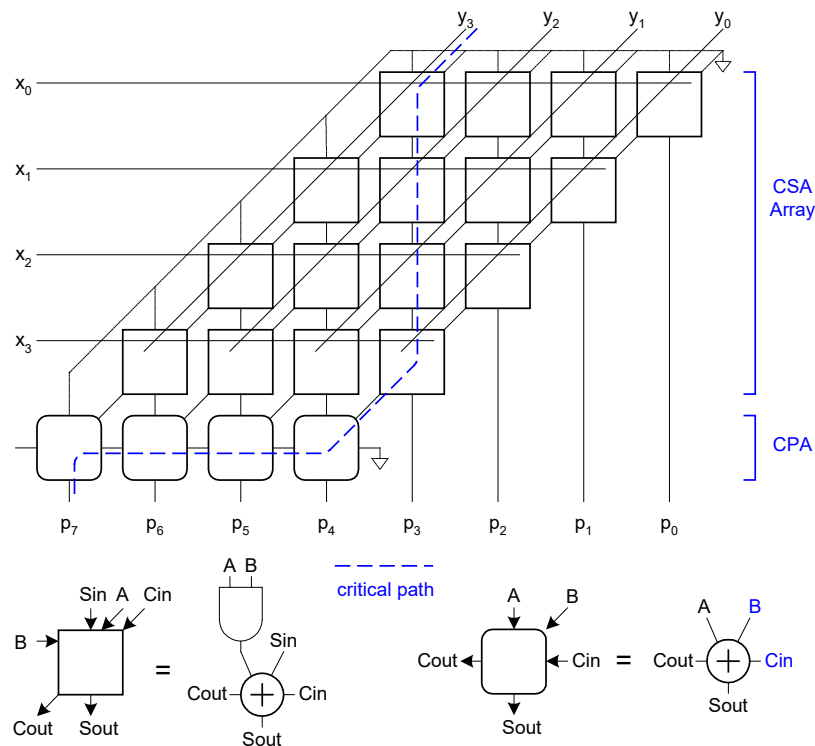 y₃ y₂ y₁ y₀
x₀
x₁
x₂
x₃
CSA
Array
CPA
p₇ p₆ p₅ p₄ p₃ p₂ p₁ p₀
critical path
Sin A Cin
B
Cout Sout
=
A B
Sin
Cout Cin
Sout
A B
Cout Cin
Sout
=
A B
Cout Cin
Sout